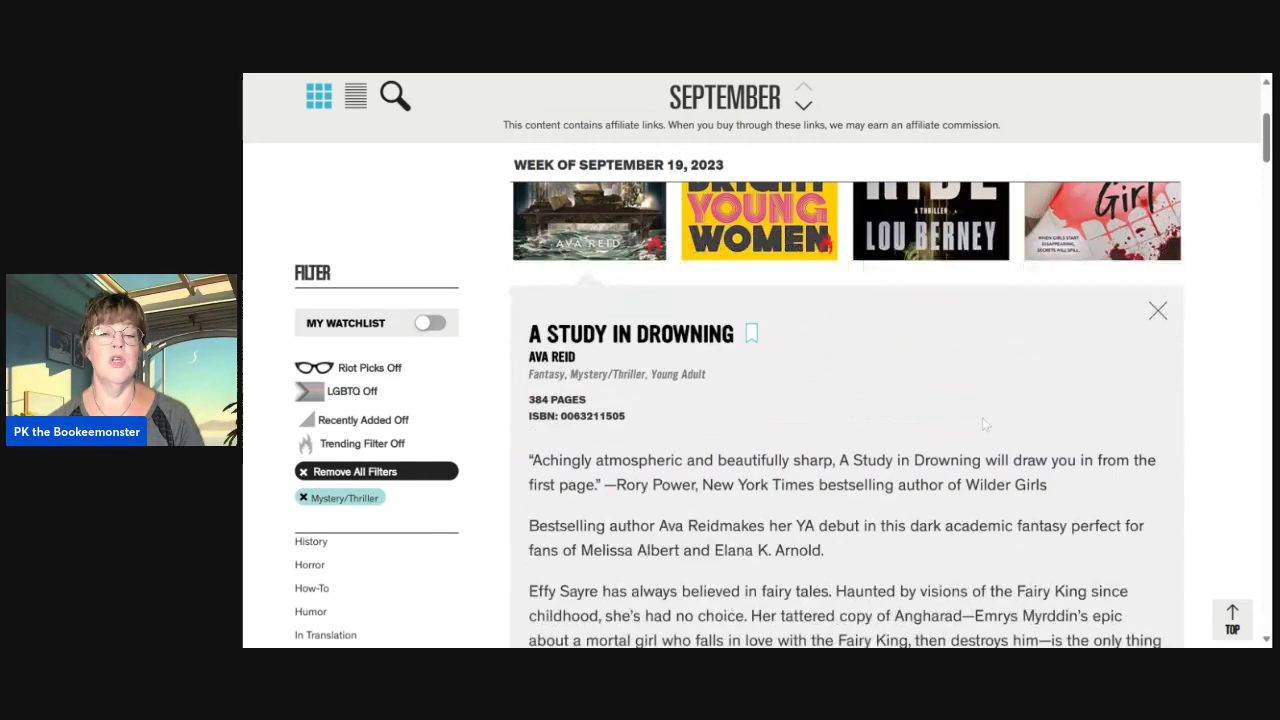 SEPTEMBER
This content contains affiliate links. When you buy through these links, we may earn an affiliate commission.
WEEK OF SEPTEMBER 19, 2023
AVA REID
BRIGHT
YOUNG
WOMEN
A THRILLER
LOU BERNEY
Girl
WHEN GIRLS START
DISAPPEARING,
SECRETS WILL SPILL.
FILTER
MY WATCHLIST
Riot Picks Off
LGBTQ Off
Recently Added Off
Trending Filter Off
× Remove All Filters
× Mystery/Thriller
History
Horror
How-To
Humor
In Translation
A STUDY IN DROWNING
AVA REID
Fantasy, Mystery/Thriller, Young Adult
384 PAGES
ISBN: 0063211505
“Achingly atmospheric and beautifully sharp, A Study in Drowning will draw you in from the
first page.” —Rory Power, New York Times bestselling author of Wilder Girls
Bestselling author Ava Reidmakes her YA debut in this dark academic fantasy perfect for
fans of Melissa Albert and Elana K. Arnold.
Effy Sayre has always believed in fairy tales. Haunted by visions of the Fairy King since
childhood, she’s had no choice. Her tattered copy of Angharad—Emrys Myrddin’s epic
about a mortal girl who falls in love with the Fairy King, then destroys him—is the only thing
TOP
PK the Bookeemonster